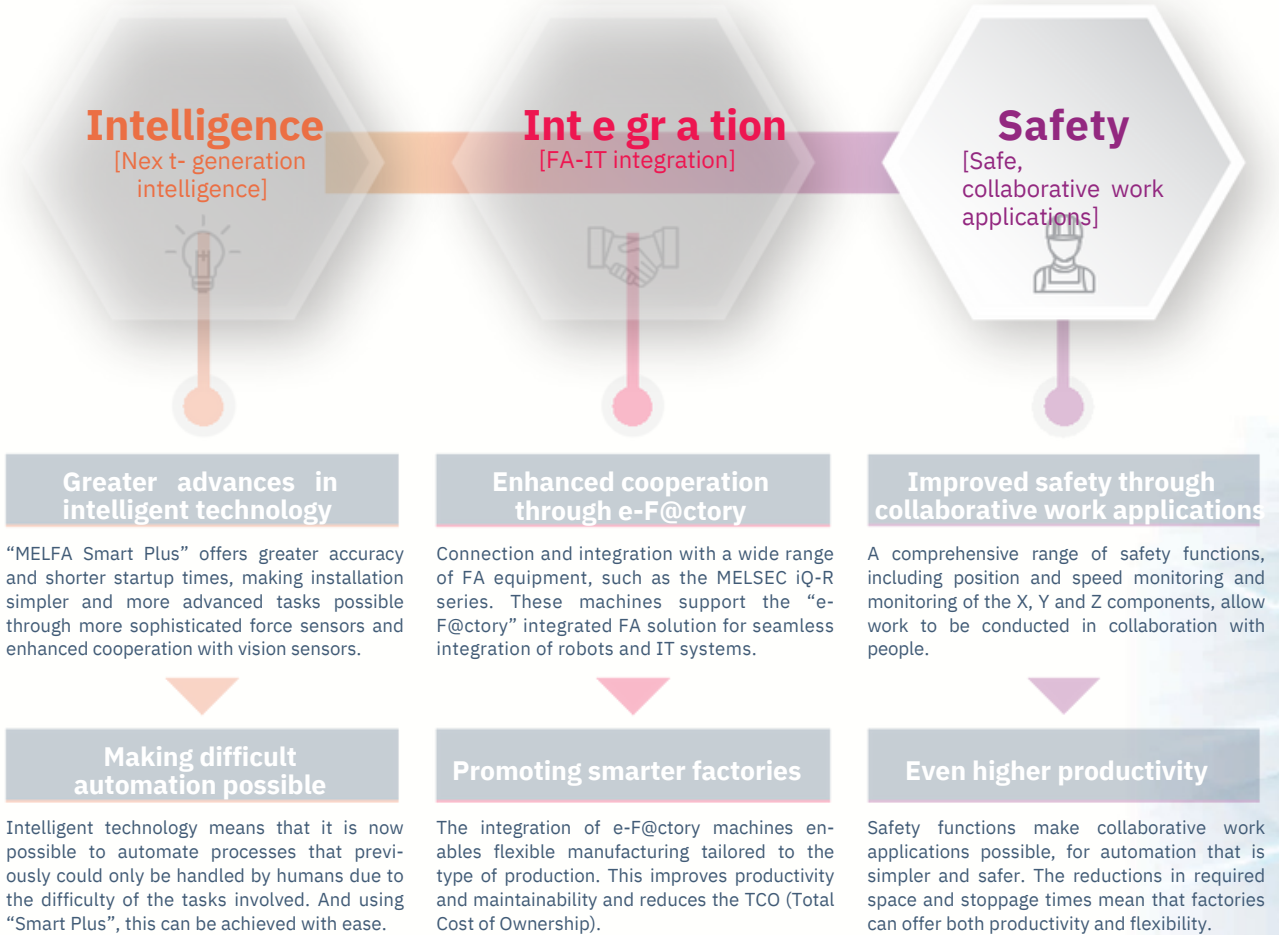 Intelligence
[Nex t- generation
intelligence]
Int e gr a tion
[FA-IT integration]
Safety
[Safe,
collaborative work
applications]
Greater advances in
intelligent technology
“MELFA Smart Plus” offers greater accuracy
and shorter startup times, making installation
simpler and more advanced tasks possible
through more sophisticated force sensors and
enhanced cooperation with vision sensors.
Making difficult
automation possible
Intelligent technology means that it is now
possible to automate processes that previ-
ously could only be handled by humans due to
the difficulty of the tasks involved. And using
“Smart Plus”, this can be achieved with ease.
Enhanced cooperation
through e-F@ctory
Connection and integration with a wide range
of FA equipment, such as the MELSEC iQ-R
series. These machines support the “e-
F@ctory” integrated FA solution for seamless
integration of robots and IT systems.
Promoting smarter factories
The integration of e-F@ctory machines en-
ables flexible manufacturing tailored to the
type of production. This improves productivity
and maintainability and reduces the TCO (Total
Cost of Ownership).
Improved safety through
collaborative work applications
A comprehensive range of safety functions,
including position and speed monitoring and
monitoring of the X, Y and Z components, allow
work to be conducted in collaboration with
people.
Even higher productivity
Safety functions make collaborative work
applications possible, for automation that is
simpler and safer. The reductions in required
space and stoppage times mean that factories
can offer both productivity and flexibility.